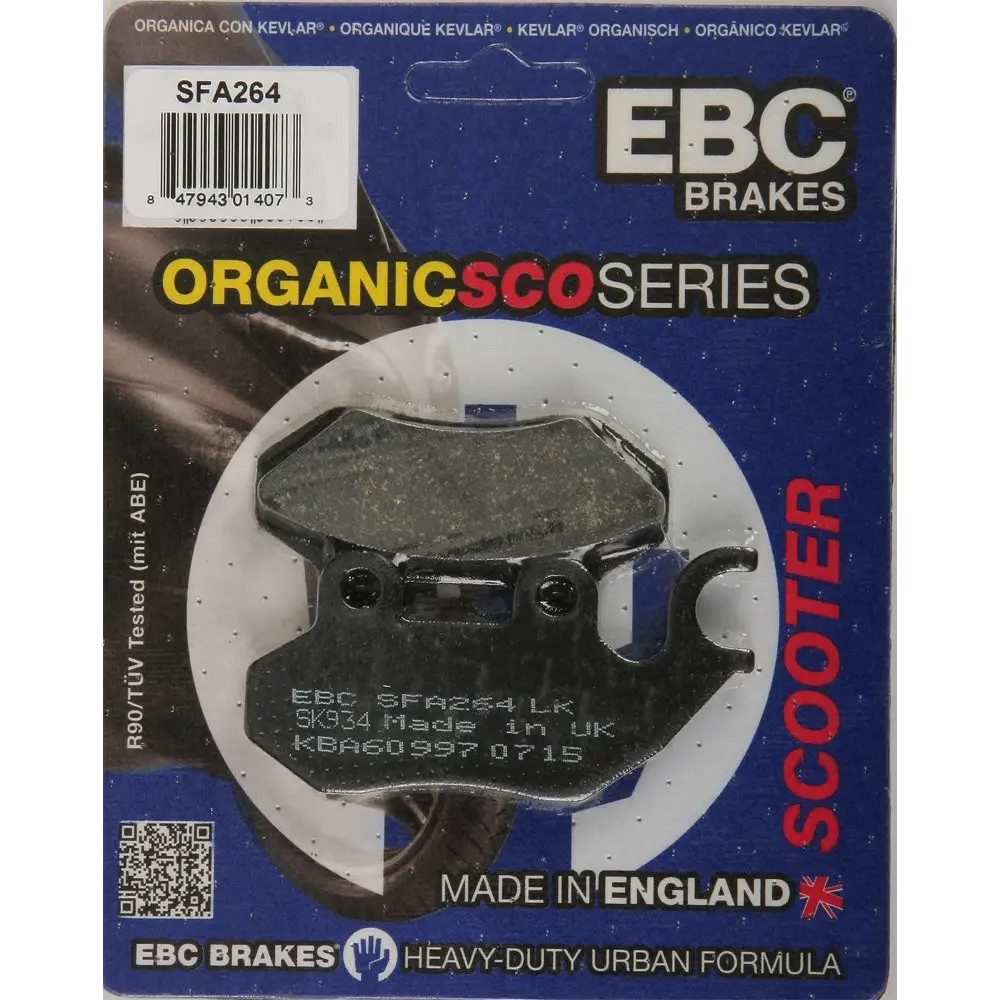 ORGANICA CON KEVLAR® • ORGANIQUE KEVLAR® • KEVLAR® ORGANISCH • ORGÂNICO KEVLAR®
SFA264
8 47943 01407 3
EBC®
BRAKES
ORGANICSCOSERIES
R90/TÜV Tested (mit ABE)
SCOOTER
EBC SFA264 LK
SK934 Made in UK
KBA60997 0715
MADE IN ENGLAND
EBC BRAKES HEAVY-DUTY URBAN FORMULA